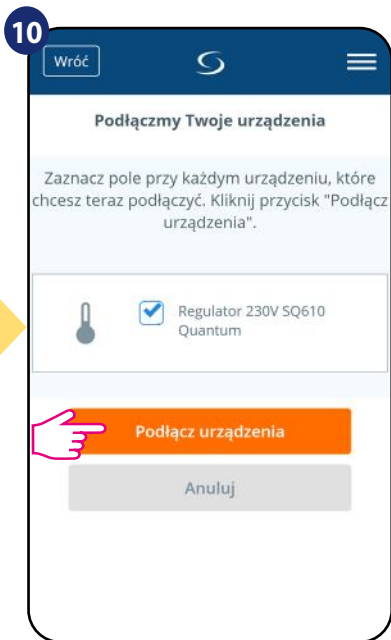 10
Wróć
Podłączmy Twoje urządzenia
Zaznacz pole przy każdym urządzeniu, które
chcesz teraz podłączyć. Kliknij przycisk "Podłącz
urządzenia".
Regulator 230V SQ610
Quantum
Podłącz urządzenia
Anuluj